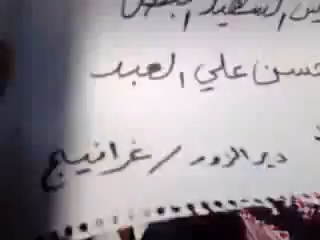 الشهيد البطل
حسن علي العبد
دير الزور / غرانيج